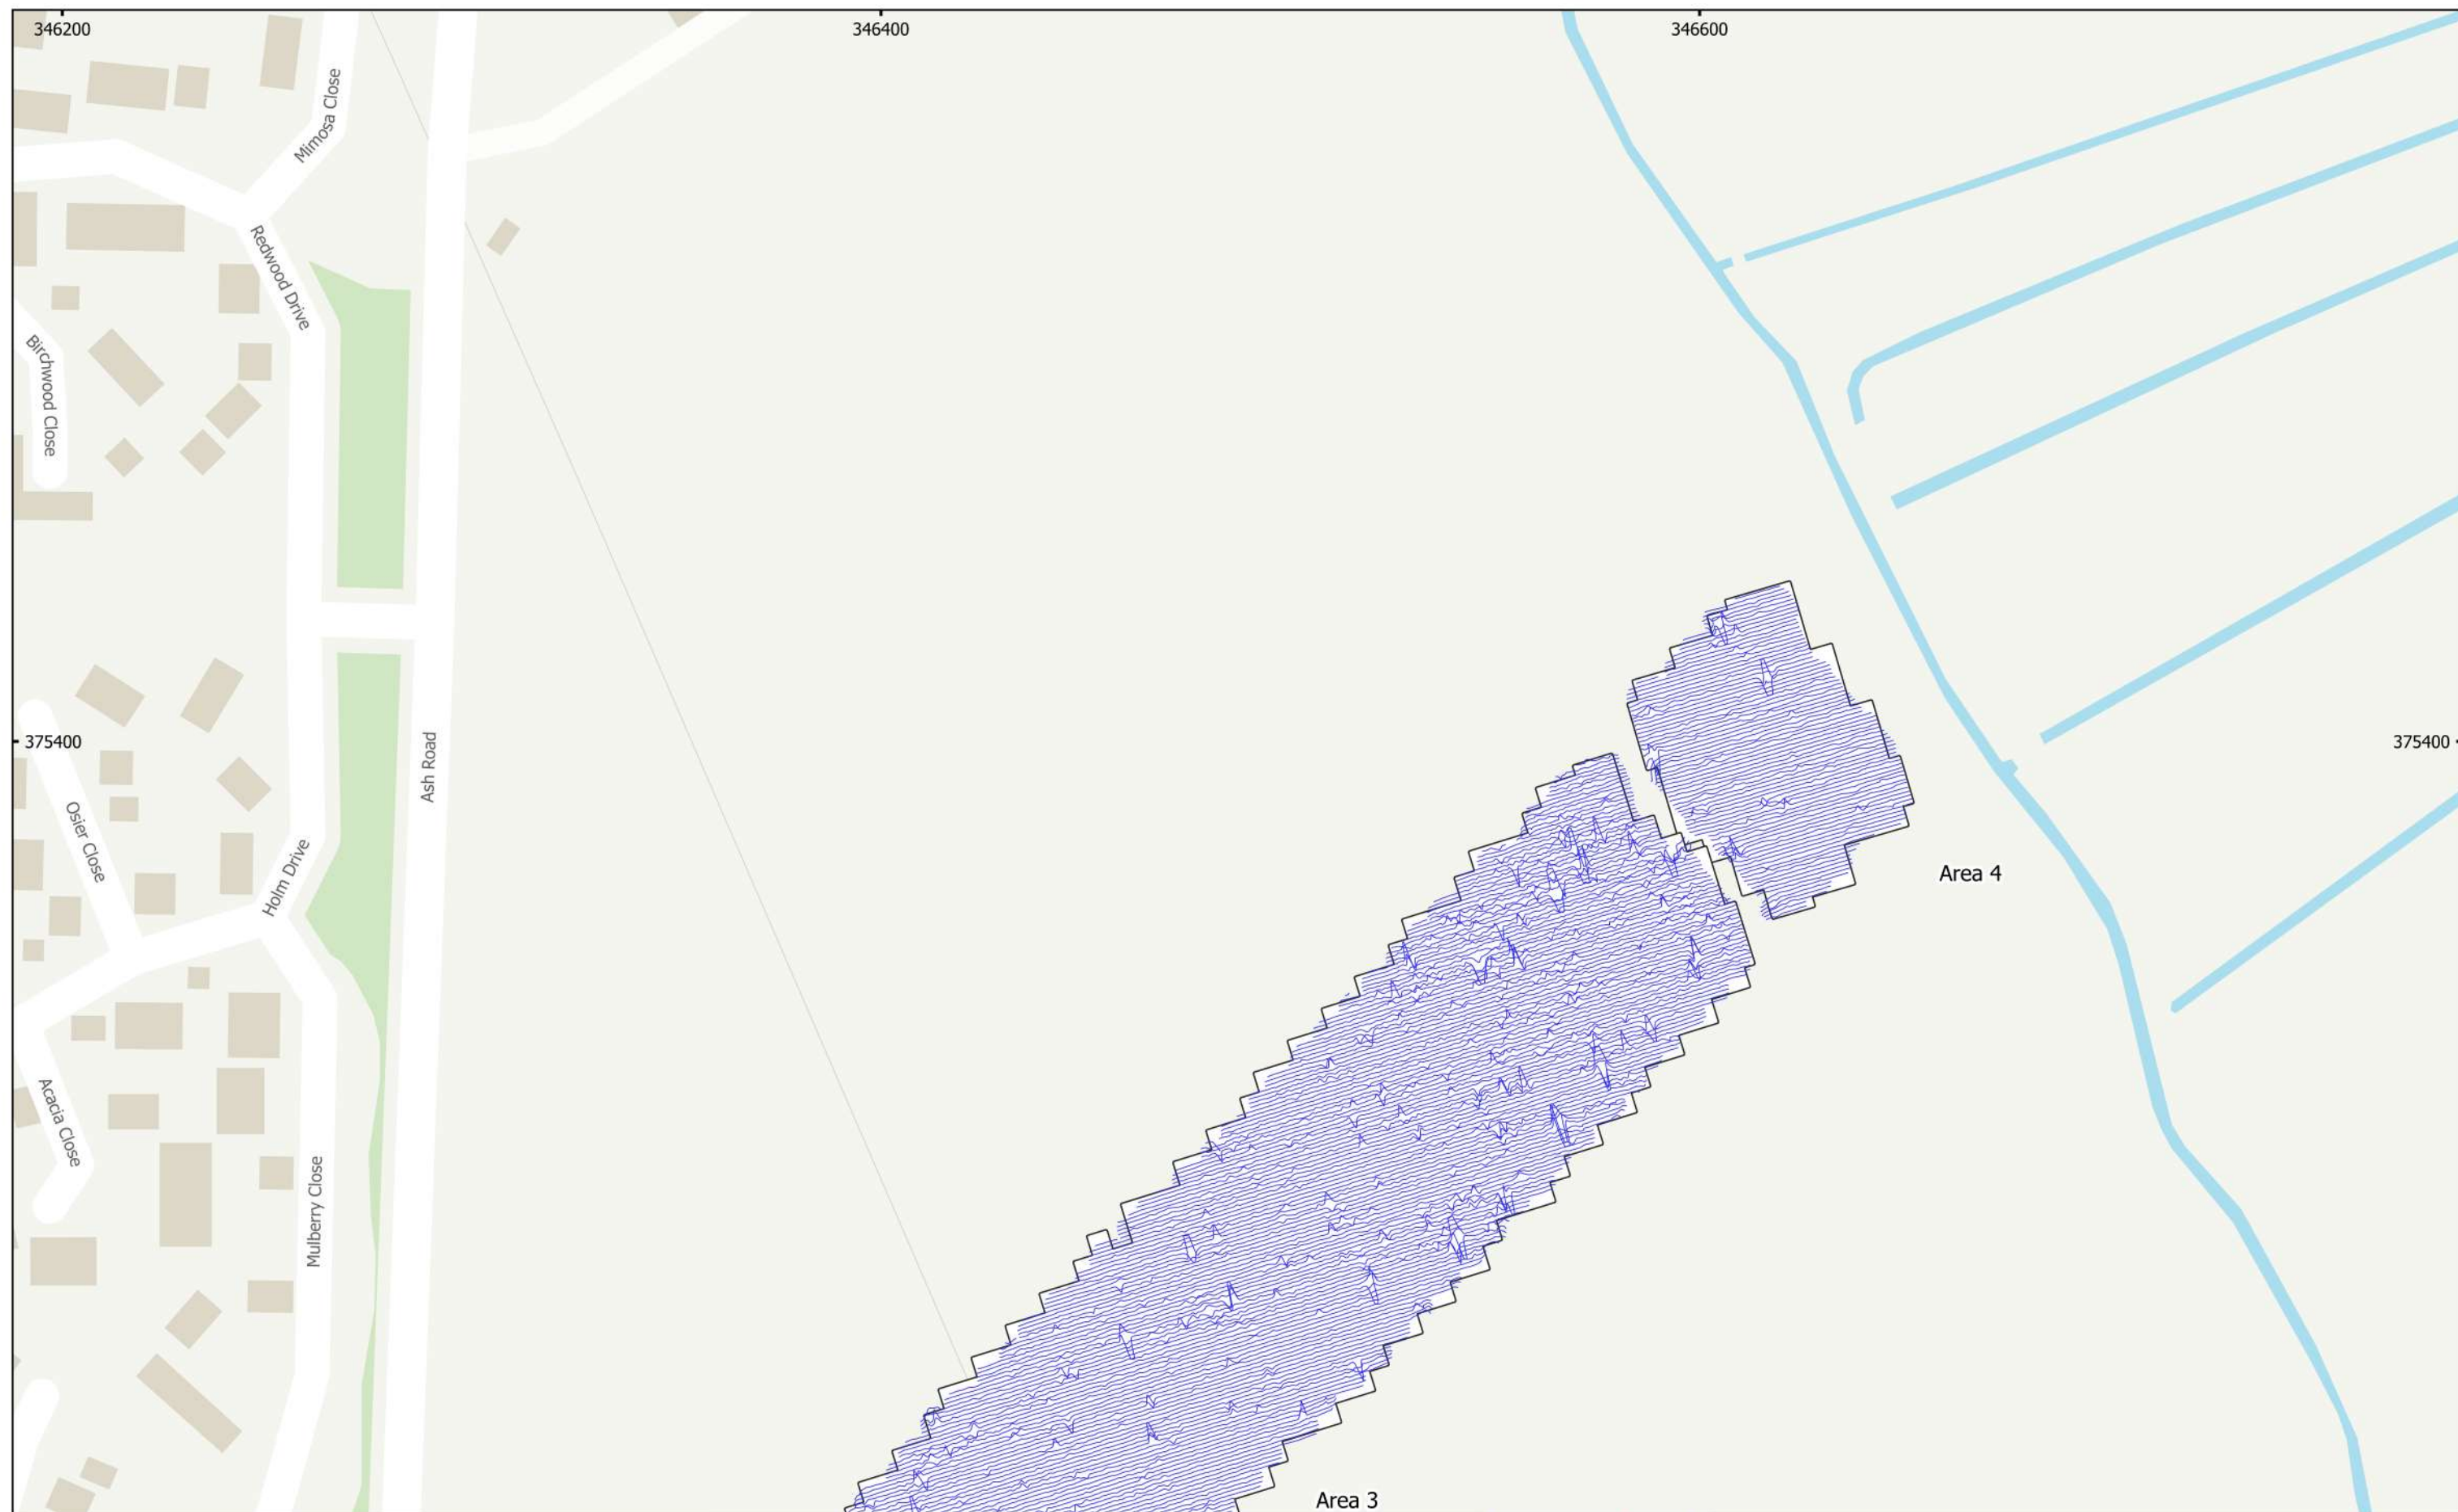 346200
346400
346600
Mimosa Close
Redwood Drive
Birchwood Close
375400
375400
Ash Road
Osier Close
Holm Drive
Area 4
Acacia Close
Mulberry Close
Area 3